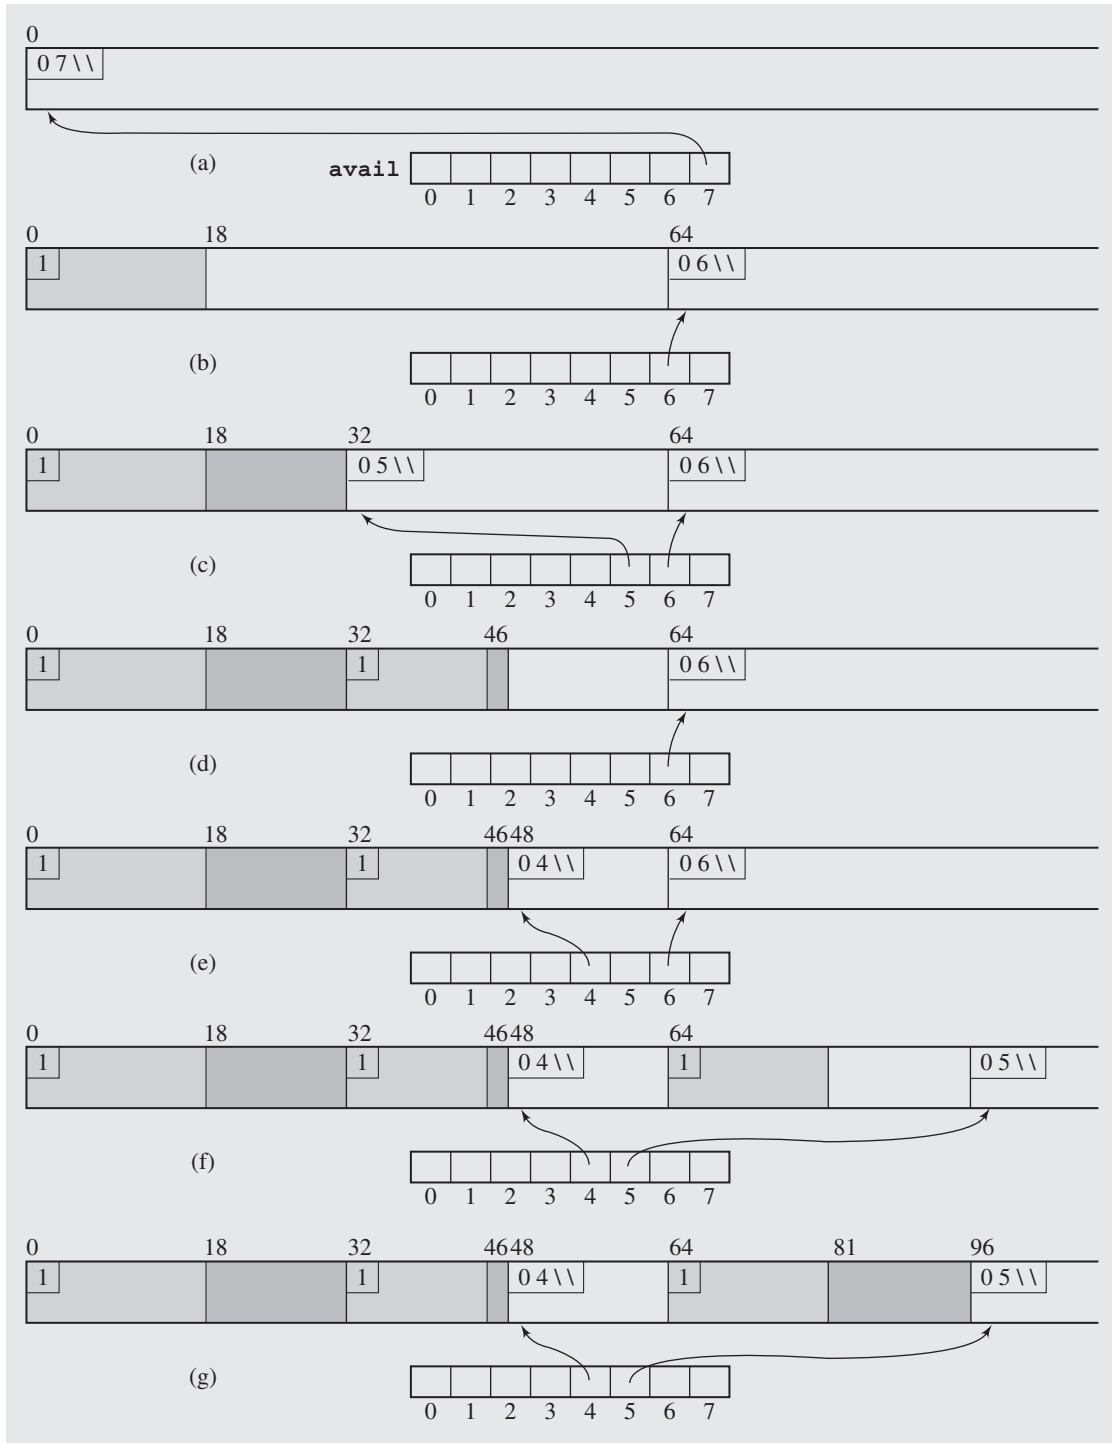 0
0 7 \ \
(a) avail
0 1 2 3 4 5 6 7
0 18 64
1 0 6 \ \
(b)
0 1 2 3 4 5 6 7
0 18 32 64
1 0 5 \ \ 0 6 \ \
(c)
0 1 2 3 4 5 6 7
0 18 32 46 64
1 1 0 6 \ \
(d)
0 1 2 3 4 5 6 7
0 18 32 46 48 64
1 1 0 4 \ \ 0 6 \ \
(e)
0 1 2 3 4 5 6 7
0 18 32 46 48 64
1 1 0 4 \ \ 1 0 5 \ \
(f)
0 1 2 3 4 5 6 7
0 18 32 46 48 64 81 96
1 1 0 4 \ \ 1 0 5 \ \
(g)
0 1 2 3 4 5 6 7